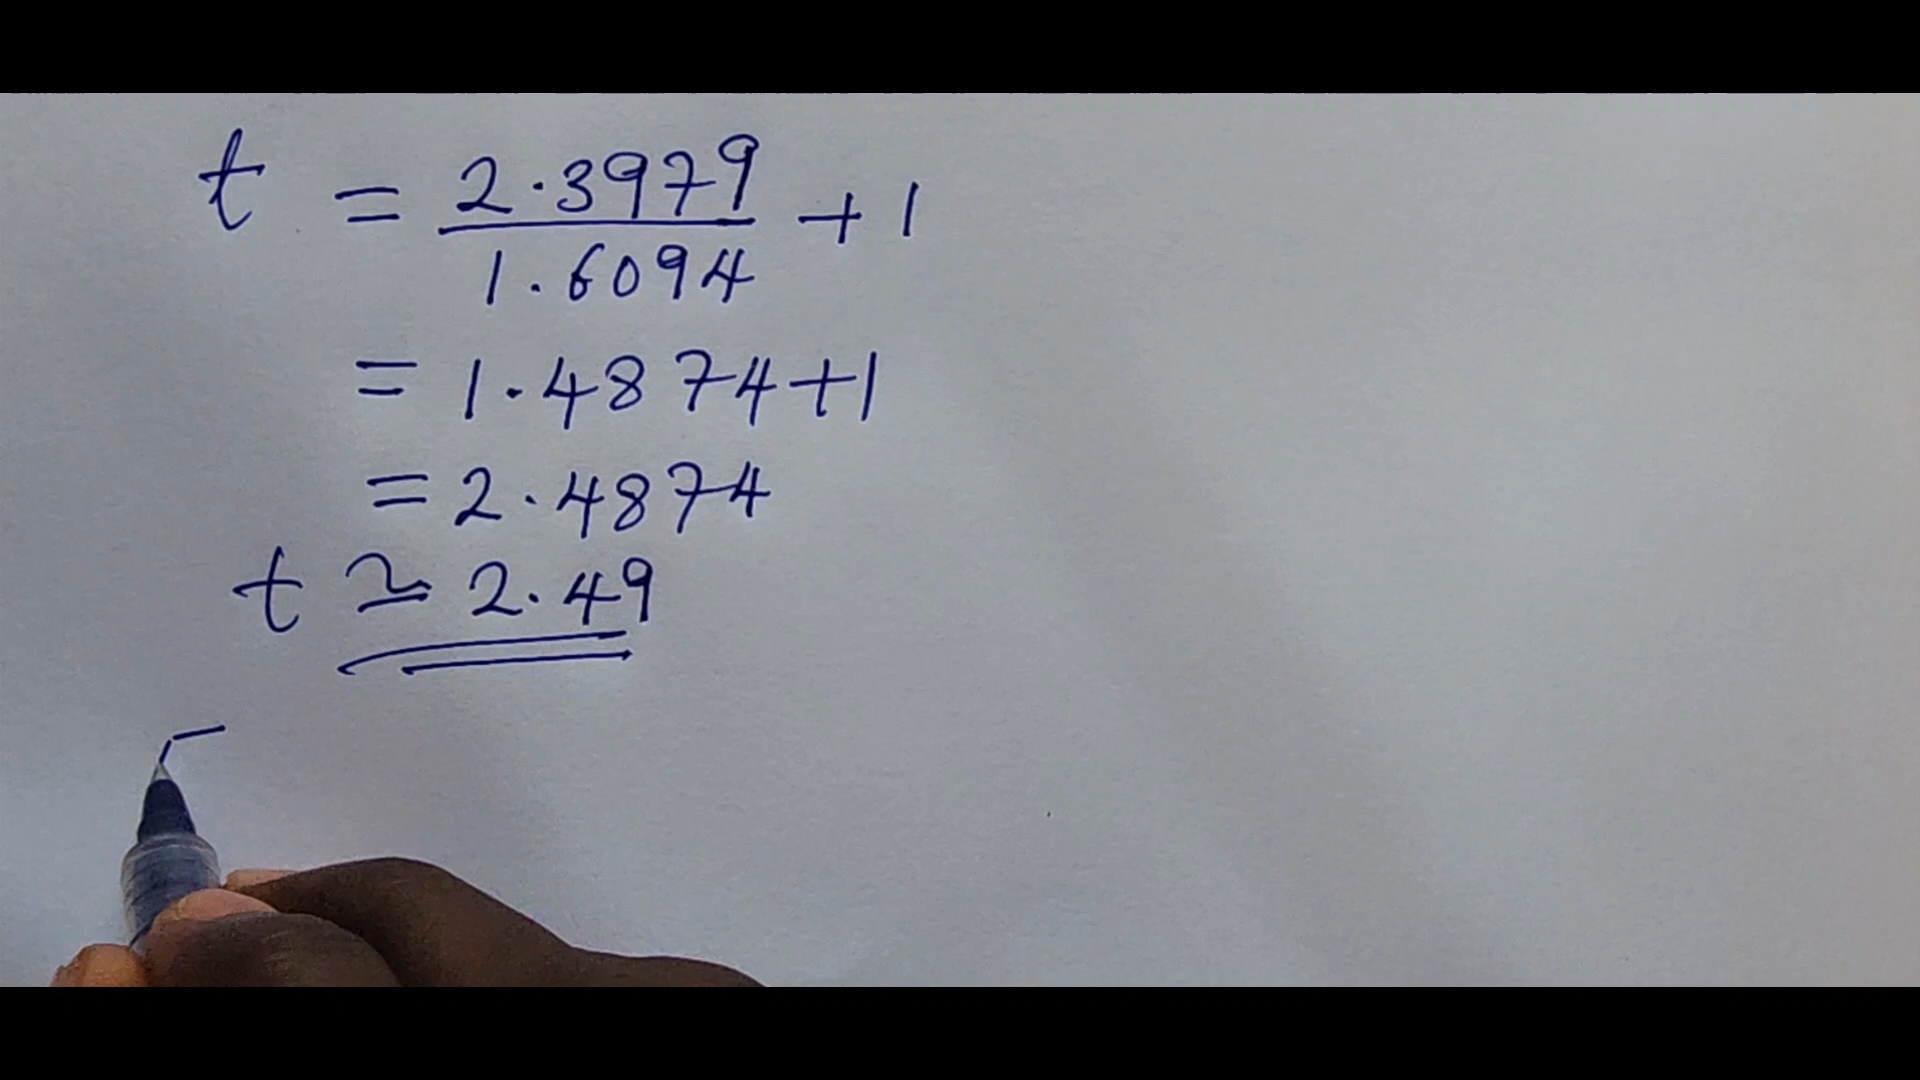 t = 2.3979/1.6094 + 1
= 1.4874+1
= 2.4874
t ≃ 2.49